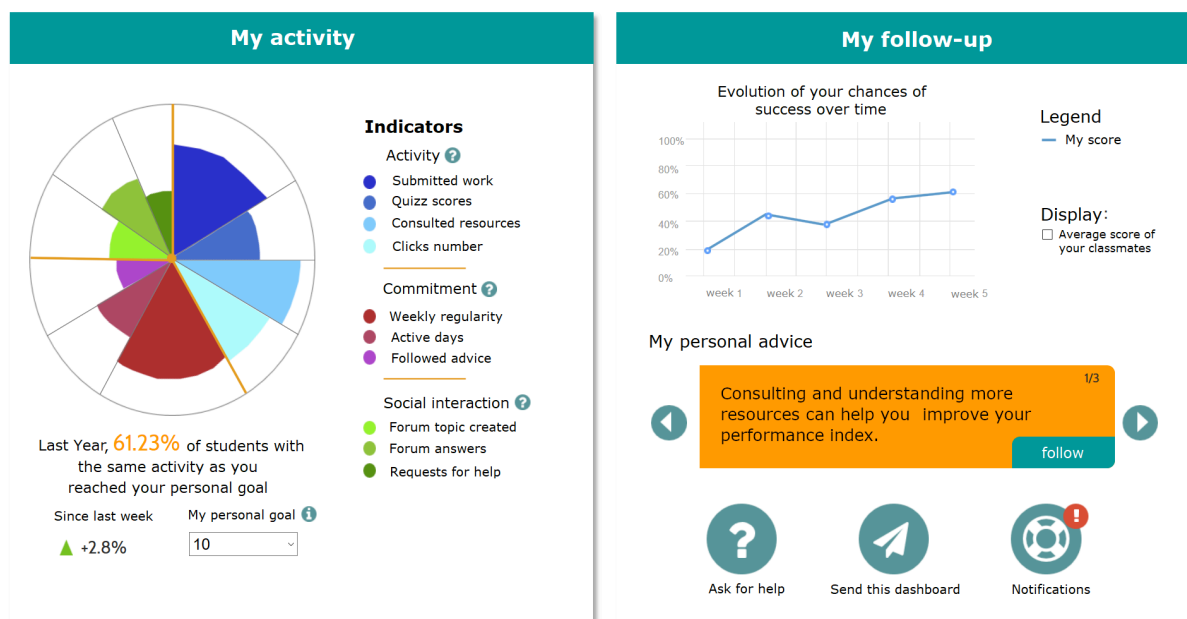 My activity
Indicators
Activity ?
Submitted work
Quizz scores
Consulted resources
Clicks number
Commitment ?
Weekly regularity
Active days
Followed advice
Social interaction ?
Forum topic created
Forum answers
Requests for help
Last Year, 61.23% of students with
the same activity as you
reached your personal goal
Since last week
+2.8%
My personal goal i
10
My follow-up
Evolution of your chances of
success over time
100%
80%
60%
40%
20%
0%
week 1 week 2 week 3 week 4 week 5
Legend
My score
Display:
Average score of
your classmates
My personal advice
1/3
Consulting and understanding more
resources can help you improve your
performance index.
follow
?
Ask for help
Send this dashboard
!
Notifications